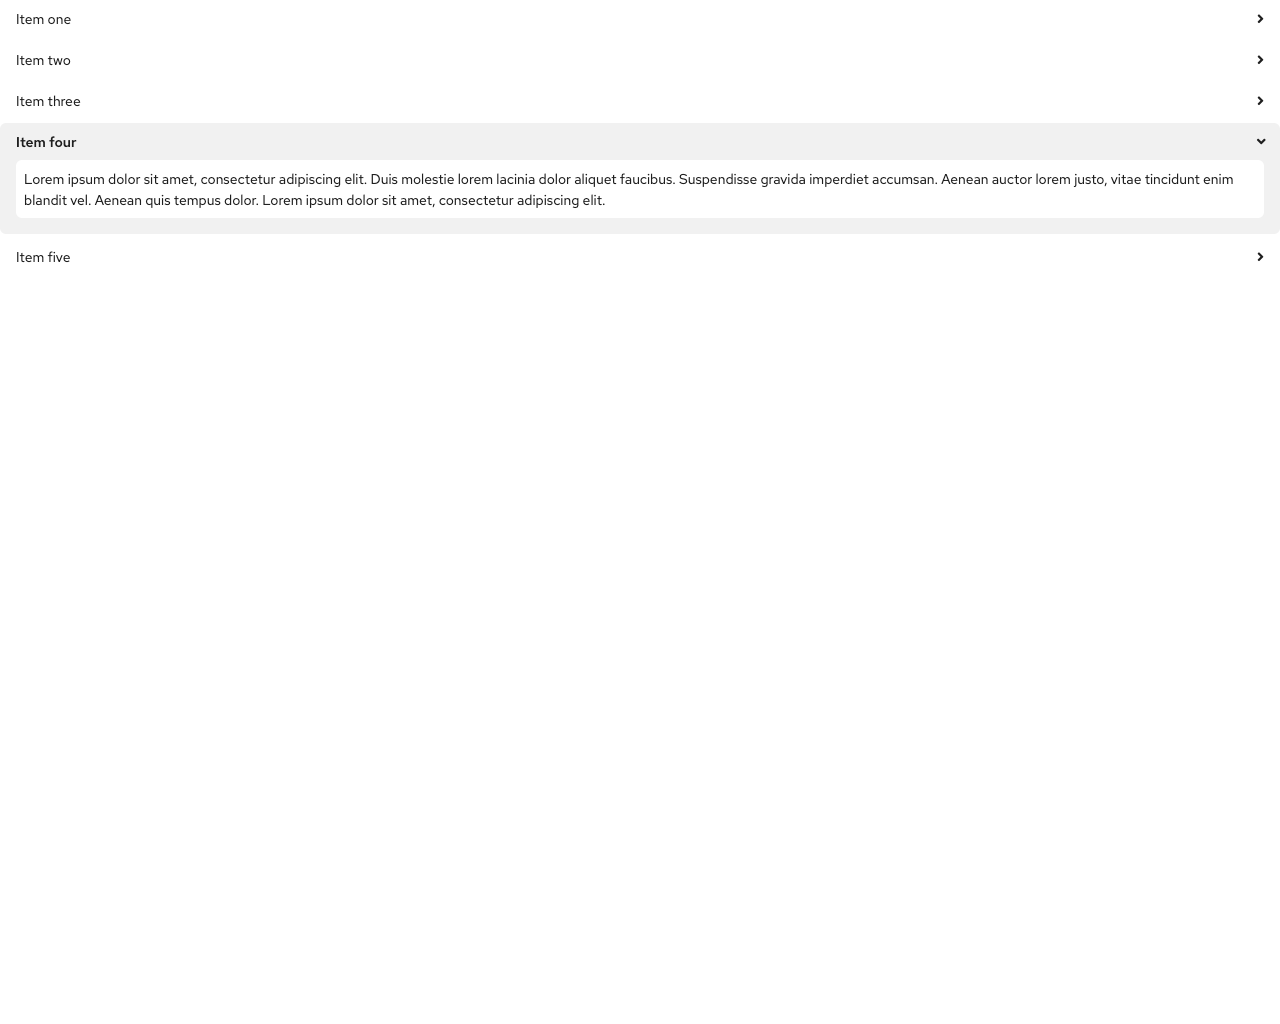 Item one
Item two
Item three
Item four
Lorem ipsum dolor sit amet, consectetur adipiscing elit. Duis molestie lorem lacinia dolor aliquet faucibus. Suspendisse gravida imperdiet accumsan. Aenean auctor lorem justo, vitae tincidunt enim
blandit vel. Aenean quis tempus dolor. Lorem ipsum dolor sit amet, consectetur adipiscing elit.
Item five